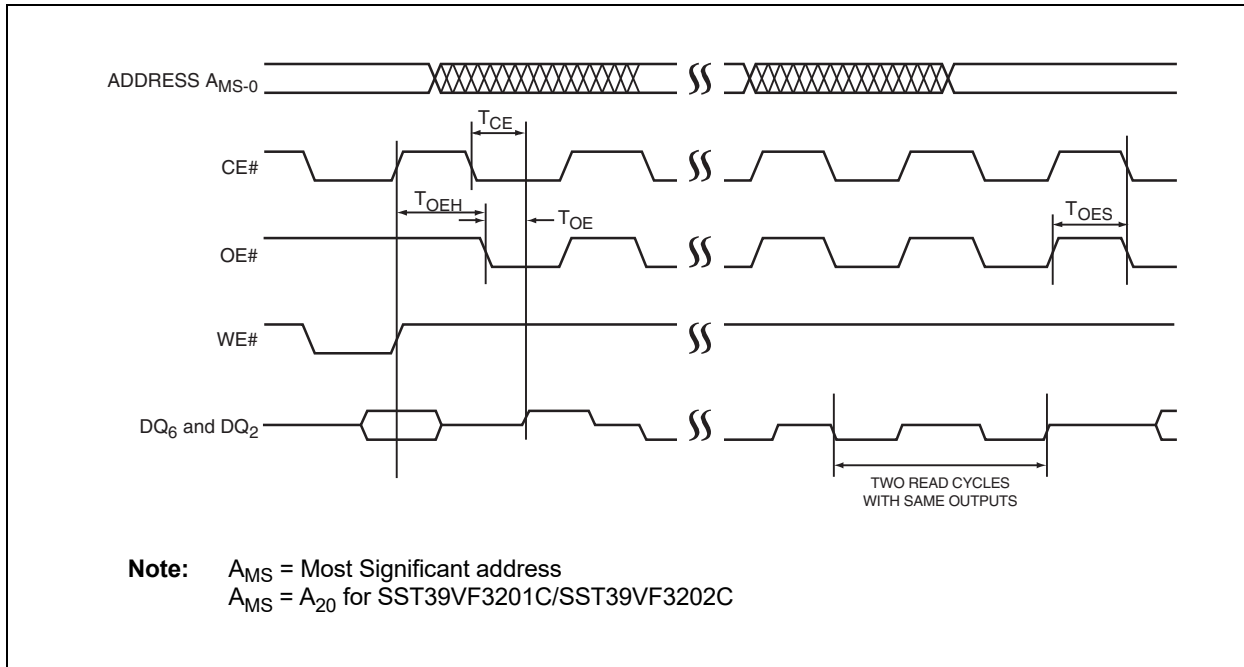 ADDRESS AMS-0
TCE
CE#
TOEH
TOE
TOES
OE#
WE#
DQ6 and DQ2
TWO READ CYCLES
WITH SAME OUTPUTS
Note: AMS = Most Significant address
AMS = A20 for SST39VF3201C/SST39VF3202C